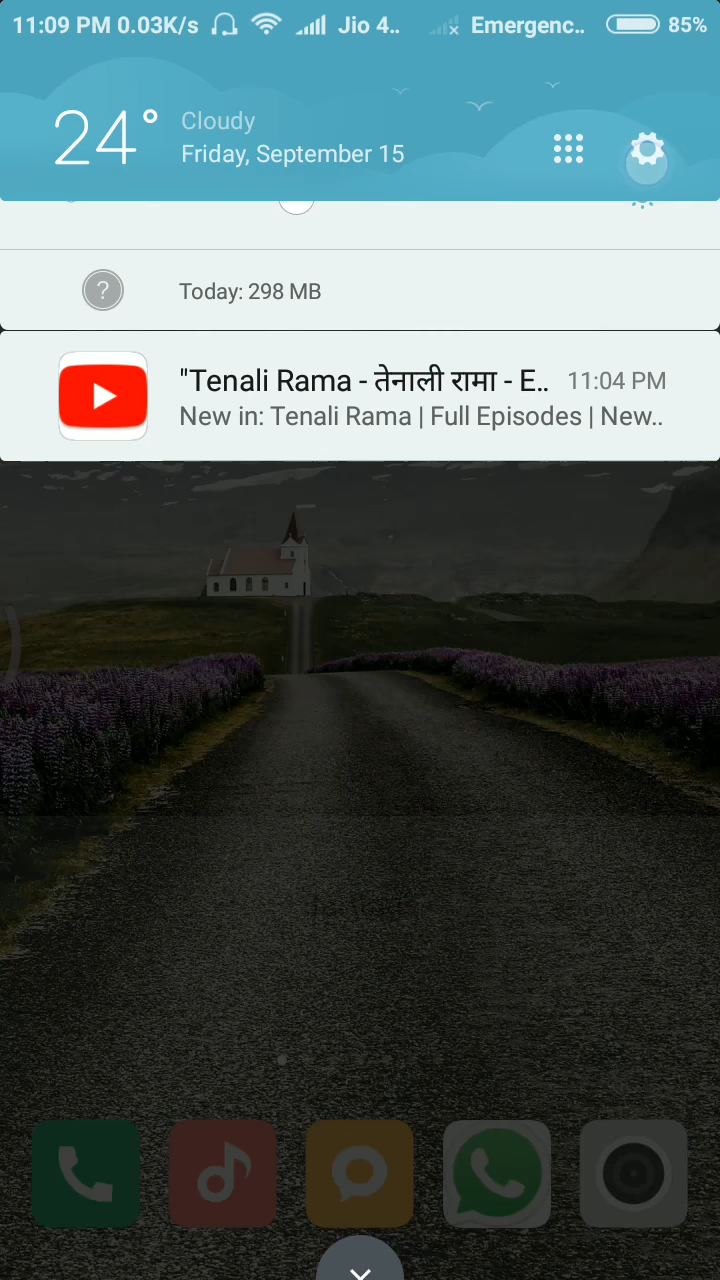 11:09 PM 0.03K/s Jio 4.. Emergenc.. 85%
24°
Cloudy
Friday, September 15
? Today: 298 MB
"Tenali Rama - तेनाली रामा - E.. 11:04 PM
New in: Tenali Rama | Full Episodes | New..